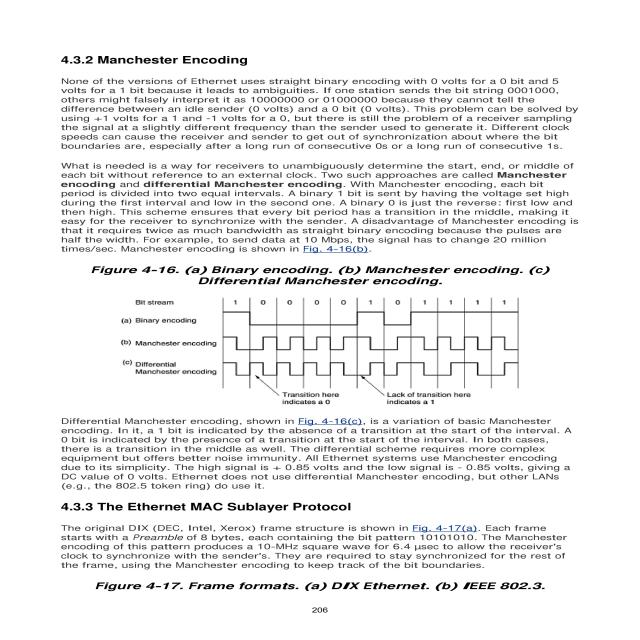 4.3.2 Manchester Encoding
None of the versions of Ethernet uses straight binary encoding with 0 volts for a 0 bit and 5
volts for a 1 bit because it leads to ambiguities. If one station sends the bit string 0001000,
others might falsely interpret it as 10000000 or 01000000 because they cannot tell the
difference between an idle sender (0 volts) and a 0 bit (0 volts). This problem can be solved by
using +1 volts for a 1 and -1 volts for a 0, but there is still the problem of a receiver sampling
the signal at a slightly different frequency than the sender used to generate it. Different clock
speeds can cause the receiver and sender to get out of synchronization about where the bit
boundaries are, especially after a long run of consecutive 0s or a long run of consecutive 1s.
What is needed is a way for receivers to unambiguously determine the start, end, or middle of
each bit without reference to an external clock. Two such approaches are called Manchester
encoding and differential Manchester encoding. With Manchester encoding, each bit
period is divided into two equal intervals. A binary 1 bit is sent by having the voltage set high
during the first interval and low in the second one. A binary 0 is just the reverse: first low and
then high. This scheme ensures that every bit period has a transition in the middle, making it
easy for the receiver to synchronize with the sender. A disadvantage of Manchester encoding is
that it requires twice as much bandwidth as straight binary encoding because the pulses are
half the width. For example, to send data at 10 Mbps, the signal has to change 20 million
times/sec. Manchester encoding is shown in Fig. 4-16(b).
Figure 4-16. (a) Binary encoding. (b) Manchester encoding. (c)
Differential Manchester encoding.
Bit stream 1 0 0 0 0 1 0 1 1 1 1
(a) Binary encoding
(b) Manchester encoding
(c) Differential
Manchester encoding
Transition here
indicates a 0
Lack of transition here
indicates a 1
Differential Manchester encoding, shown in Fig. 4-16(c), is a variation of basic Manchester
encoding. In it, a 1 bit is indicated by the absence of a transition at the start of the interval. A
0 bit is indicated by the presence of a transition at the start of the interval. In both cases,
there is a transition in the middle as well. The differential scheme requires more complex
equipment but offers better noise immunity. All Ethernet systems use Manchester encoding
due to its simplicity. The high signal is + 0.85 volts and the low signal is - 0.85 volts, giving a
DC value of 0 volts. Ethernet does not use differential Manchester encoding, but other LANs
(e.g., the 802.5 token ring) do use it.
4.3.3 The Ethernet MAC Sublayer Protocol
The original DIX (DEC, Intel, Xerox) frame structure is shown in Fig. 4-17(a). Each frame
starts with a Preamble of 8 bytes, each containing the bit pattern 10101010. The Manchester
encoding of this pattern produces a 10-MHz square wave for 6.4 µsec to allow the receiver's
clock to synchronize with the sender's. They are required to stay synchronized for the rest of
the frame, using the Manchester encoding to keep track of the bit boundaries.
Figure 4-17. Frame formats. (a) DIX Ethernet. (b) IEEE 802.3.
206